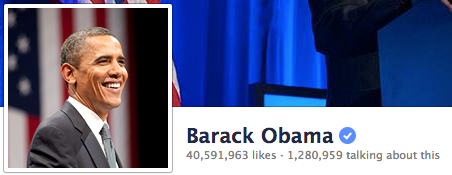 Barack Obama
40,591,963 likes · 1,280,959 talking about this